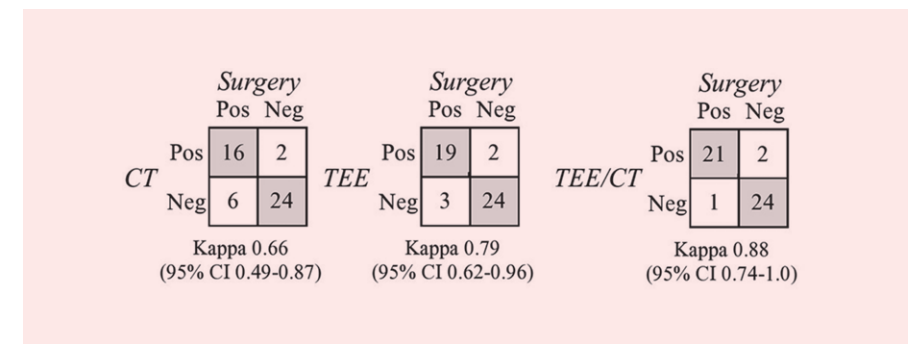 Surgery
Pos Neg
CT
Pos 16 2
Neg 6 24
Kappa 0.66
(95% CI 0.49-0.87)
Surgery
Pos Neg
TEE
Pos 19 2
Neg 3 24
Kappa 0.79
(95% CI 0.62-0.96)
Surgery
Pos Neg
TEE/CT
Pos 21 2
Neg 1 24
Kappa 0.88
(95% CI 0.74-1.0)